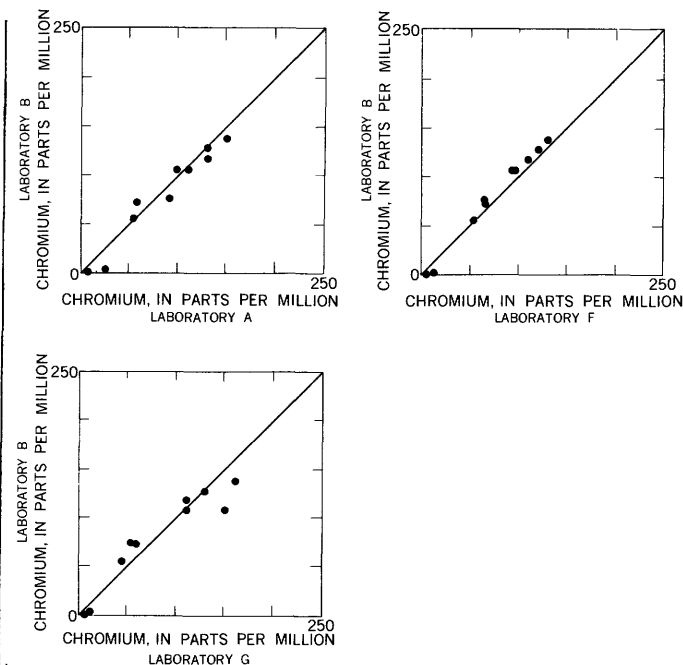 250
LABORATORY B
CHROMIUM, IN PARTS PER MILLION
0
250
CHROMIUM, IN PARTS PER MILLION
LABORATORY A
250
LABORATORY B
CHROMIUM, IN PARTS PER MILLION
0
250
CHROMIUM, IN PARTS PER MILLION
LABORATORY F
250
LABORATORY B
CHROMIUM, IN PARTS PER MILLION
0
250
CHROMIUM, IN PARTS PER MILLION
LABORATORY G